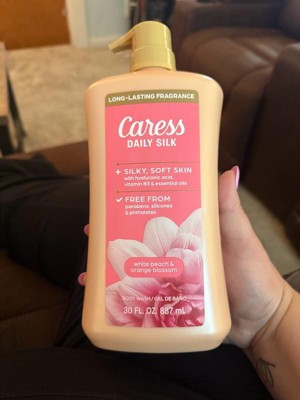 LONG-LASTING FRAGRANCE
Caress
DAILY SILK
+ SILKY, SOFT SKIN
with hyaluronic acid,
vitamin B3 & essential oils
✓ FREE FROM
parabens, silicones
& phthalates
white peach &
orange blossom
BODY WASH/GEL DE BAÑO
30 FL. OZ. 887 mL